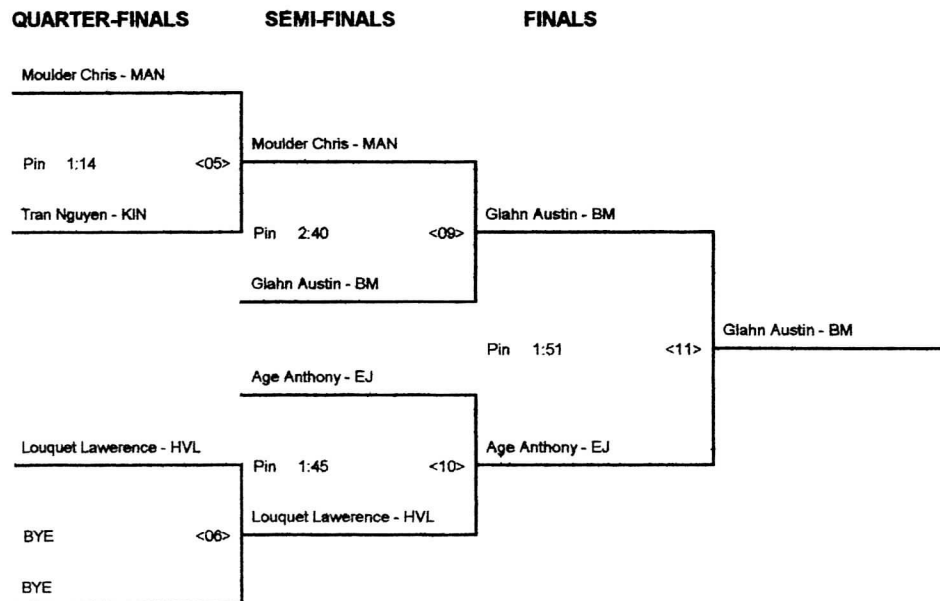 QUARTER-FINALS SEMI-FINALS FINALS
Moulder Chris - MAN
Pin 1:14 <05>
Tran Nguyen - KIN
Moulder Chris - MAN
Pin 2:40 <09>
Glahn Austin - BM
Glahn Austin - BM
Pin 1:51 <11>
Glahn Austin - BM
Age Anthony - EJ
Louquet Lawerence - HVL
Pin 1:45 <10>
Age Anthony - EJ
Louquet Lawerence - HVL
BYE <06>
BYE